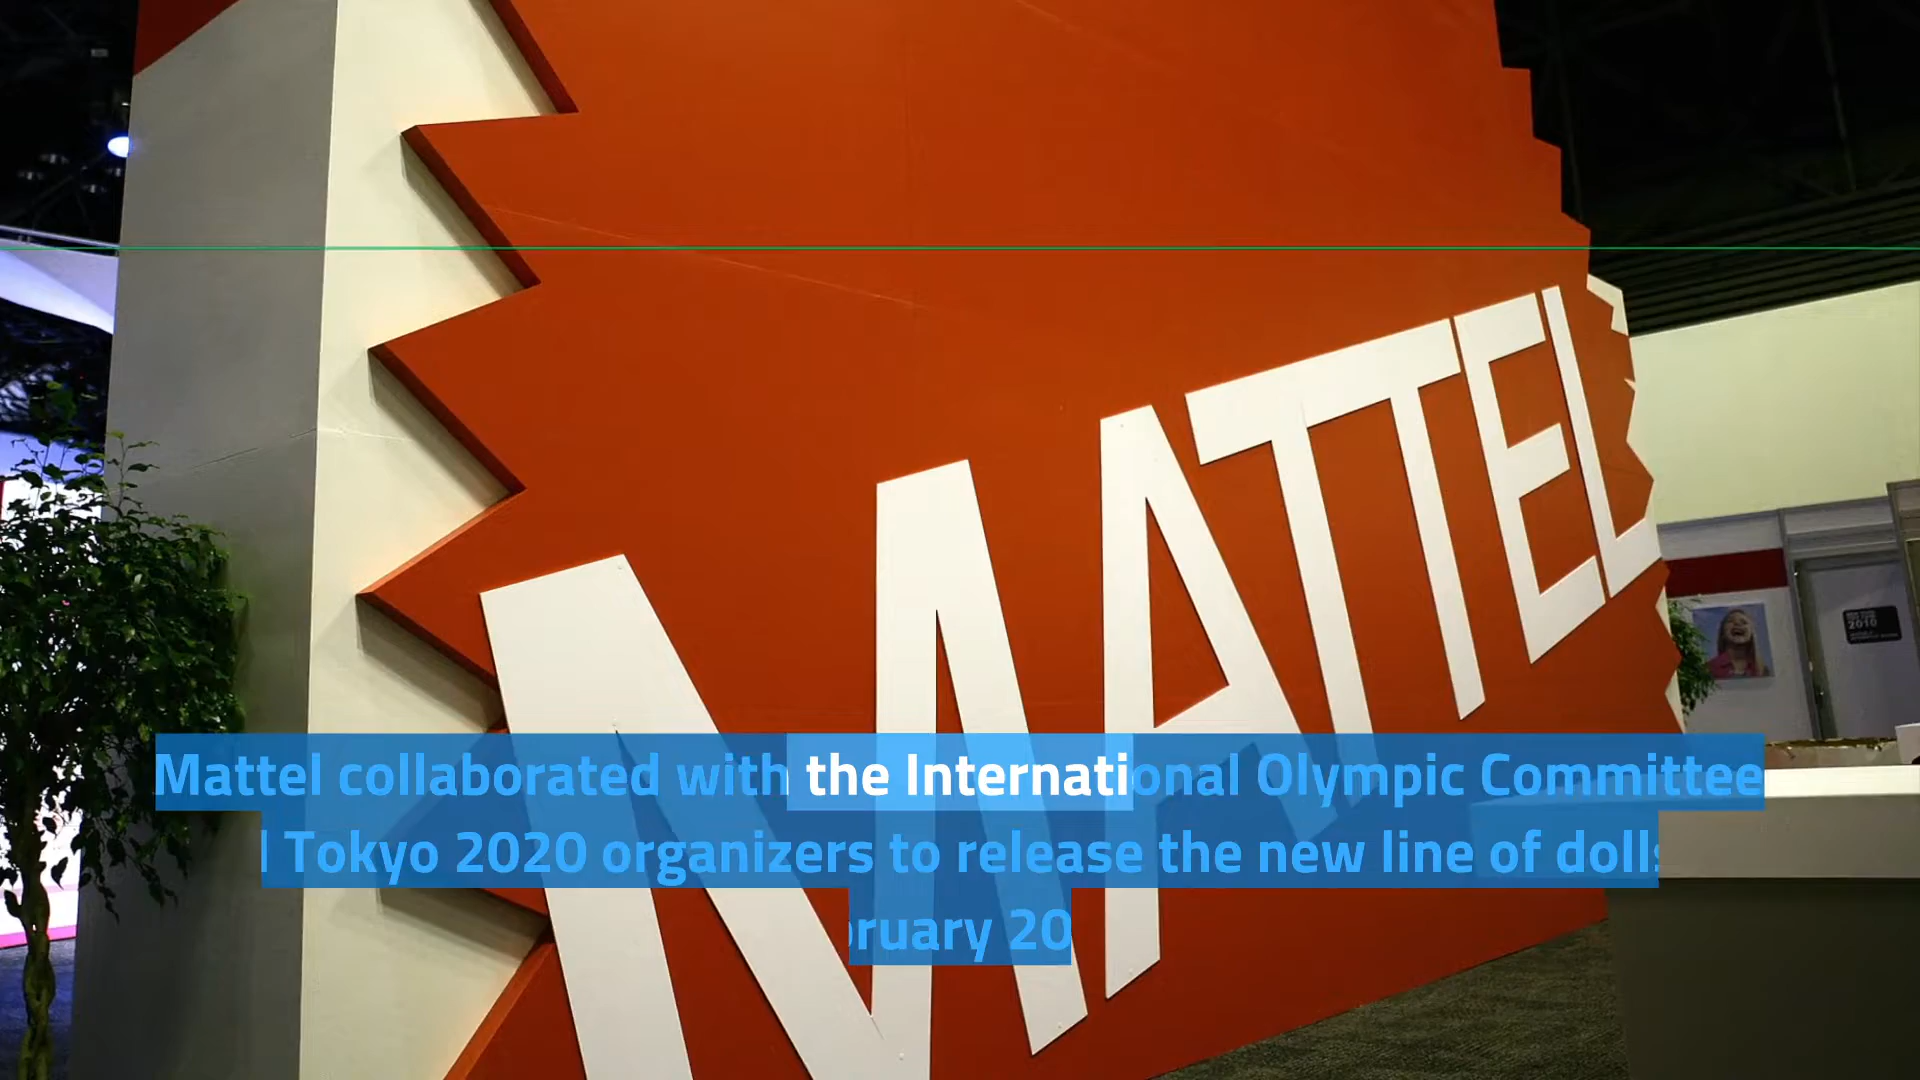 MATTEL
2010
Mattel collaborated with the International Olympic Committee
Tokyo 2020 organizers to release the new line of dolls
ruary 20